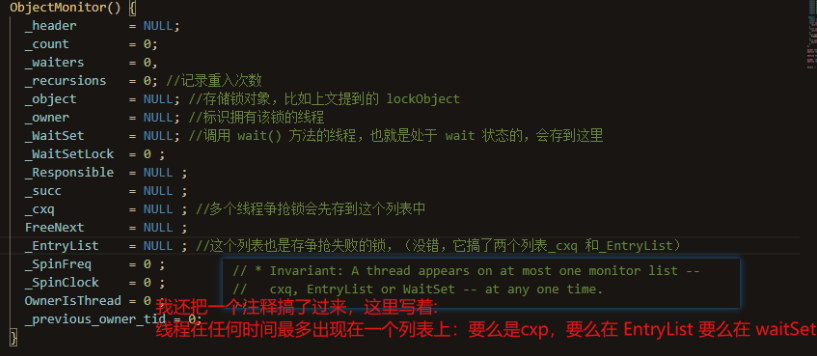 ObjectMonitor() {
_header = NULL;
_count = 0;
_waiters = 0,
_recursions = 0; //记录重入次数
_object = NULL; //存储锁对象，比如上文提到的 lockObject
_owner = NULL; //标识拥有该锁的线程
_WaitSet = NULL; //调用 wait() 方法的线程，也就是处于 wait 状态的，会存到这里
_WaitSetLock = 0 ;
_Responsible = NULL ;
_succ = NULL ;
_cxq = NULL ; //多个线程争抢锁会先存到这个列表中
FreeNext = NULL ;
_EntryList = NULL ; //这个列表也是存争抢失败的锁，（没错，它搞了两个列表_cxq 和_EntryList）
_SpinFreq = 0 ;
_SpinClock = 0 ;
OwnerIsThread = 0 ;
_previous_owner_tid = 0;
}
// * Invariant: A thread appears on at most one monitor list --
// cxq, EntryList or WaitSet -- at any one time.
我还把一个注释搞了过来，这里写着:
线程在任何时间最多出现在一个列表上：要么是cxp，要么在 EntryList 要么在 waitSet